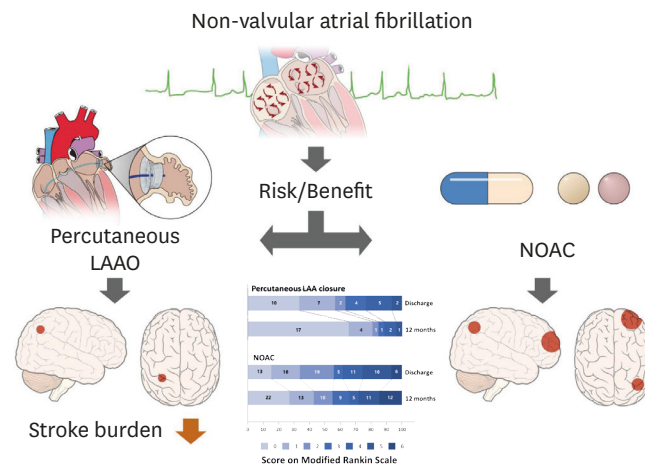 Non-valvular atrial fibrillation
Risk/Benefit
Percutaneous
LAAO
NOAC
Percutaneous LAA closure
16 7 2 4 5 2 Discharge
17 4 1 1 2 1 12 months
NOAC
13 16 19 5 11 16 6 Discharge
22 13 10 9 11 12 12 months
0 10 20 30 40 50 60 70 80 90 100
0 1 2 3 4 5 6
Score on Modified Rankin Scale
Stroke burden